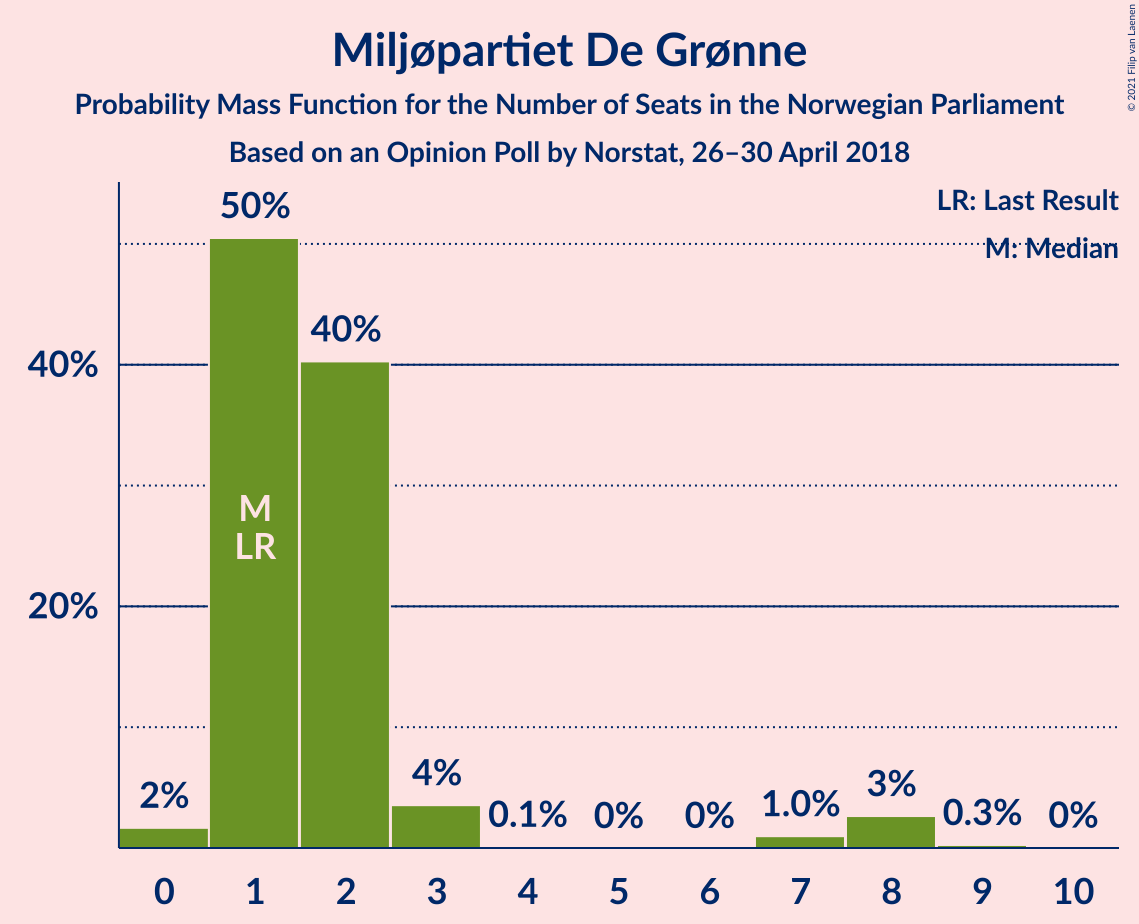 Miljøpartiet De Grønne
Probability Mass Function for the Number of Seats in the Norwegian Parliament
Based on an Opinion Poll by Norstat, 26–30 April 2018
© 2021 Filip van Laenen
LR: Last Result
M: Median
50%
40%
40%
20%
M
LR
2%
4%
0.1%
0%
0%
1.0%
3%
0.3%
0%
0 1 2 3 4 5 6 7 8 9 10